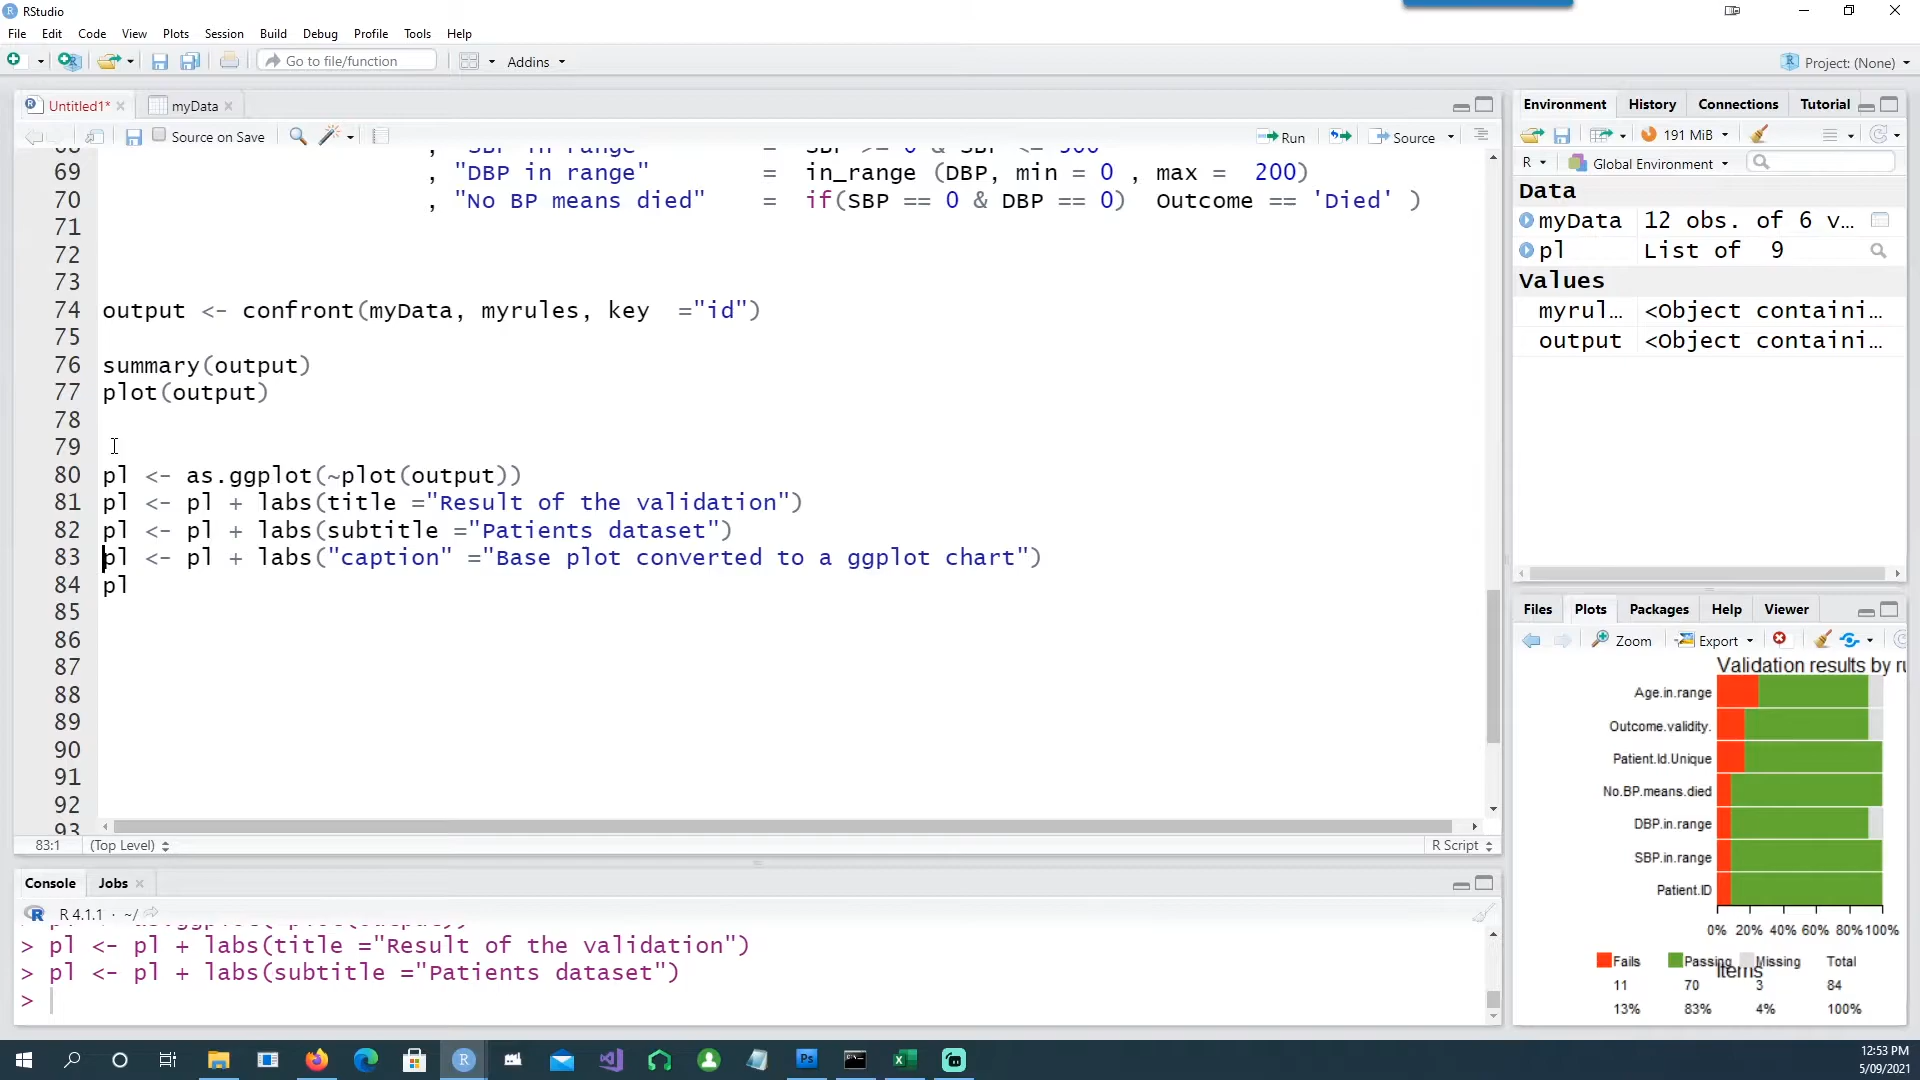 RStudio
File Edit Code View Plots Session Build Debug Profile Tools Help
Go to file/function Addins Project: (None)
Untitled1* myData
Source on Save Run Source
69 , "DBP in range" = in_range (DBP, min = 0 , max = 200)
70 , "No BP means died" = if(SBP == 0 & DBP == 0) Outcome == 'Died' )
71
72
73
74 output <- confront(myData, myrules, key ="id")
75
76 summary(output)
77 plot(output)
78
79
80 pl <- as.ggplot(~plot(output))
81 pl <- pl + labs(title ="Result of the validation")
82 pl <- pl + labs(subtitle ="Patients dataset")
83 pl <- pl + labs("caption" ="Base plot converted to a ggplot chart")
84 pl
85
86
87
88
89
90
91
92
93
83:1 (Top Level) R Script
Console Jobs
R 4.1.1 · ~/
> pl <- pl + labs(title ="Result of the validation")
> pl <- pl + labs(subtitle ="Patients dataset")
>
Environment History Connections Tutorial
191 MiB
R Global Environment
Data
myData 12 obs. of 6 v…
pl List of 9
Values
myrul… <Object containi…
output <Object containi…
Files Plots Packages Help Viewer
Zoom Export
Validation results by ru
Age.in.range
Outcome.validity.
Patient.Id.Unique
No.BP.means.died
DBP.in.range
SBP.in.range
Patient.ID
0% 20% 40% 60% 80% 100%
Items
Fails Passing Missing Total
11 70 3 84
13% 83% 4% 100%
12:53 PM
5/09/2021